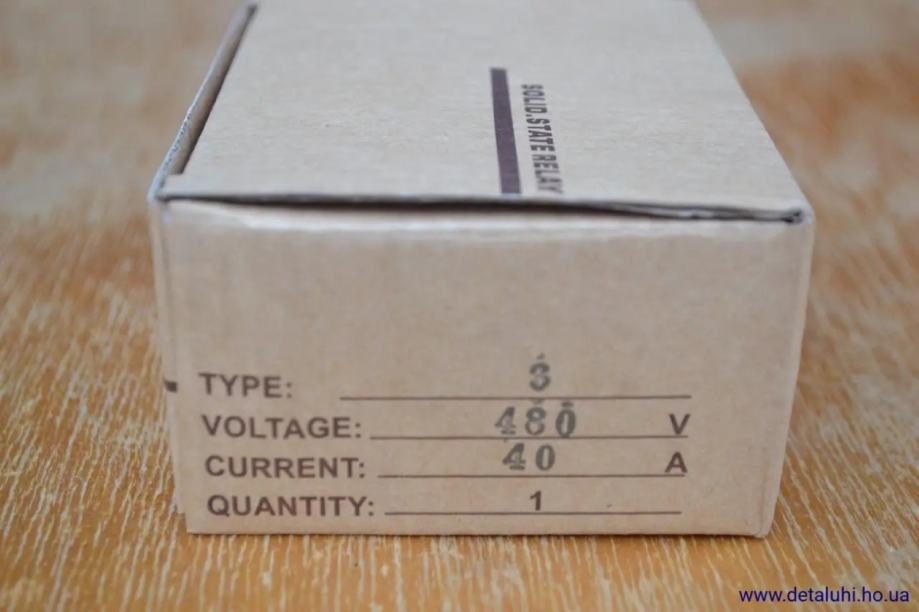 SOLID.STATE RELAY
TYPE: 3
VOLTAGE: 480 V
CURRENT: 40 A
QUANTITY: 1
www.detaluhi.ho.ua